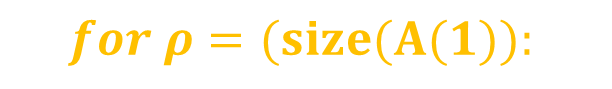 for ρ = (size(A(1)):